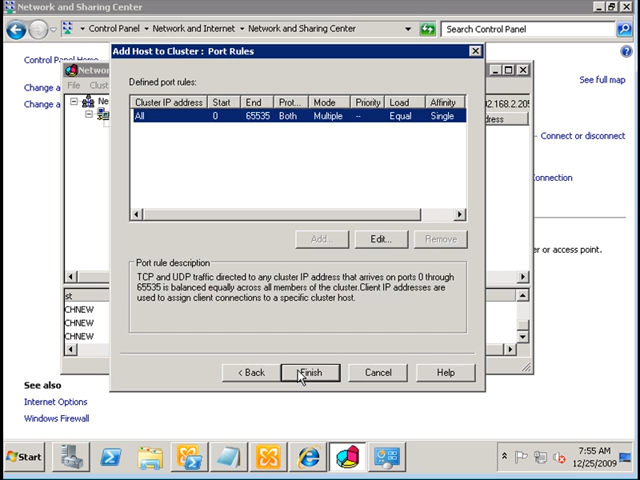 Network and Sharing Center
Control Panel
Network and Internet
Network and Sharing Center
Search Control Panel
Control Panel Home
Add Host to Cluster : Port Rules
Change a
Change a
See full map
Connect or disconnect
onnection
er or access point.
File
Clust
Ne
02.168.2.205
dress
Defined port rules:
Cluster IP address Start End Prot... Mode Priority Load Affinity
All 0 65535 Both Multiple -- Equal Single
Add...
Edit...
Remove
Port rule description
TCP and UDP traffic directed to any cluster IP address that arrives on ports 0 through
65535 is balanced equally across all members of the cluster.Client IP addresses are
used to assign client connections to a specific cluster host.
st
CHNEW
CHNEW
CHNEW
< Back
Finish
Cancel
Help
See also
Internet Options
Windows Firewall
Start
7:55 AM
12/25/2009